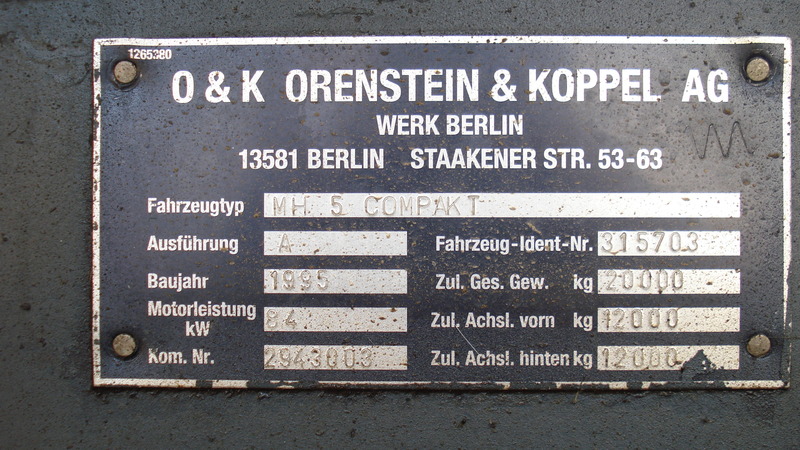 1265380
O & K ORENSTEIN & KOPPEL AG
WERK BERLIN
13581 BERLIN STAAKENER STR. 53-63
Fahrzeugtyp MH 5 COMPAKT
Ausführung A Fahrzeug-Ident-Nr. 315703
Baujahr 1995 Zul. Ges. Gew. kg 20000
Motorleistung kW 84 Zul. Achsl. vorn kg 12000
Kom. Nr. 2943003 Zul. Achsl. hinten kg 12000